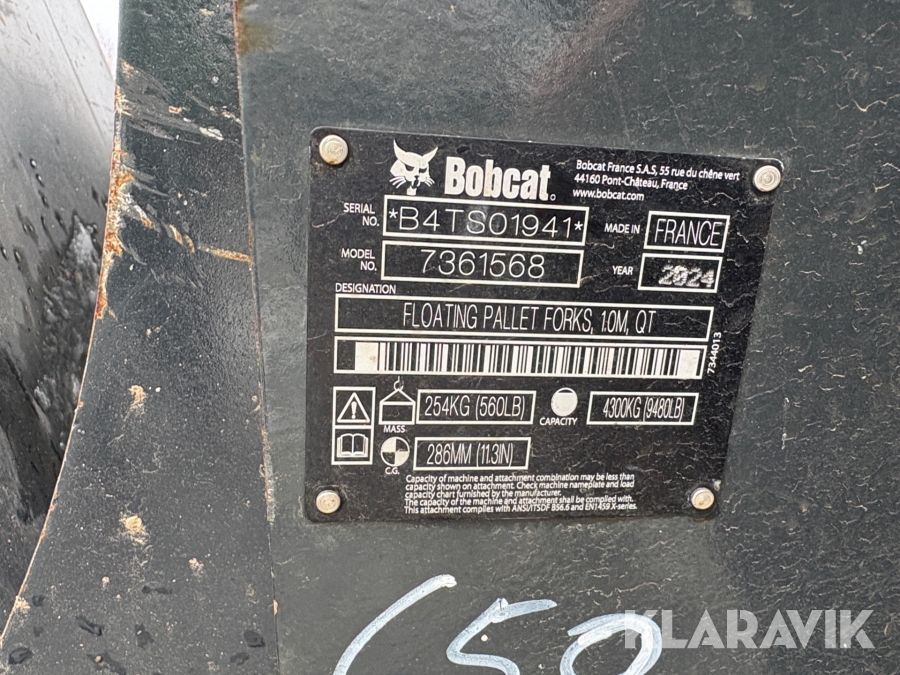 Bobcat
Bobcat France S.A.S, 55 rue du chêne vert
44160 Pont-Château, France
www.bobcat.com
SERIAL NO. *B4TS01941*
MADE IN FRANCE
MODEL NO. 7361568
YEAR 2024
DESIGNATION
FLOATING PALLET FORKS, 1.0M, QT
7344013
MASS 254KG (560LB)
CAPACITY 4300KG (9480LB)
C.G. 286MM (11.3IN)
Capacity of machine and attachment combination may be less than
capacity shown on attachment. Check machine nameplate and load
capacity chart furnished by the manufacturer.
The capacity of the machine and attachment shall be complied with.
This attachment complies with ANSI/ITSDF B56.6 and EN1459 X-series.
KLARAVIK